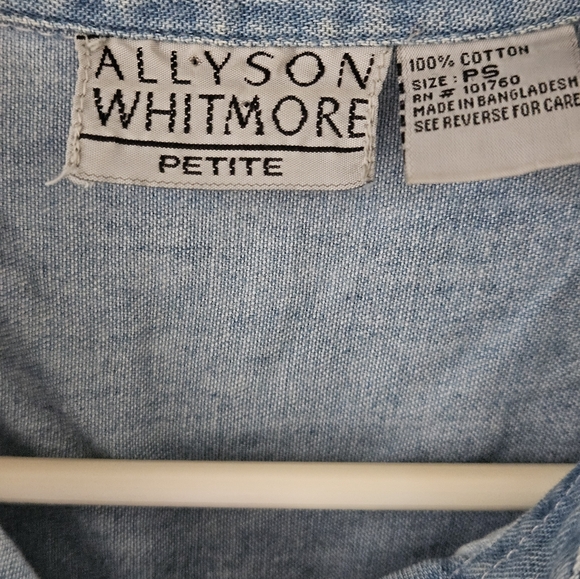 ALLYSON
WHITMORE
PETITE
100% COTTON
SIZE: PS
RN # 101760
MADE IN BANGLADESH
SEE REVERSE FOR CARE